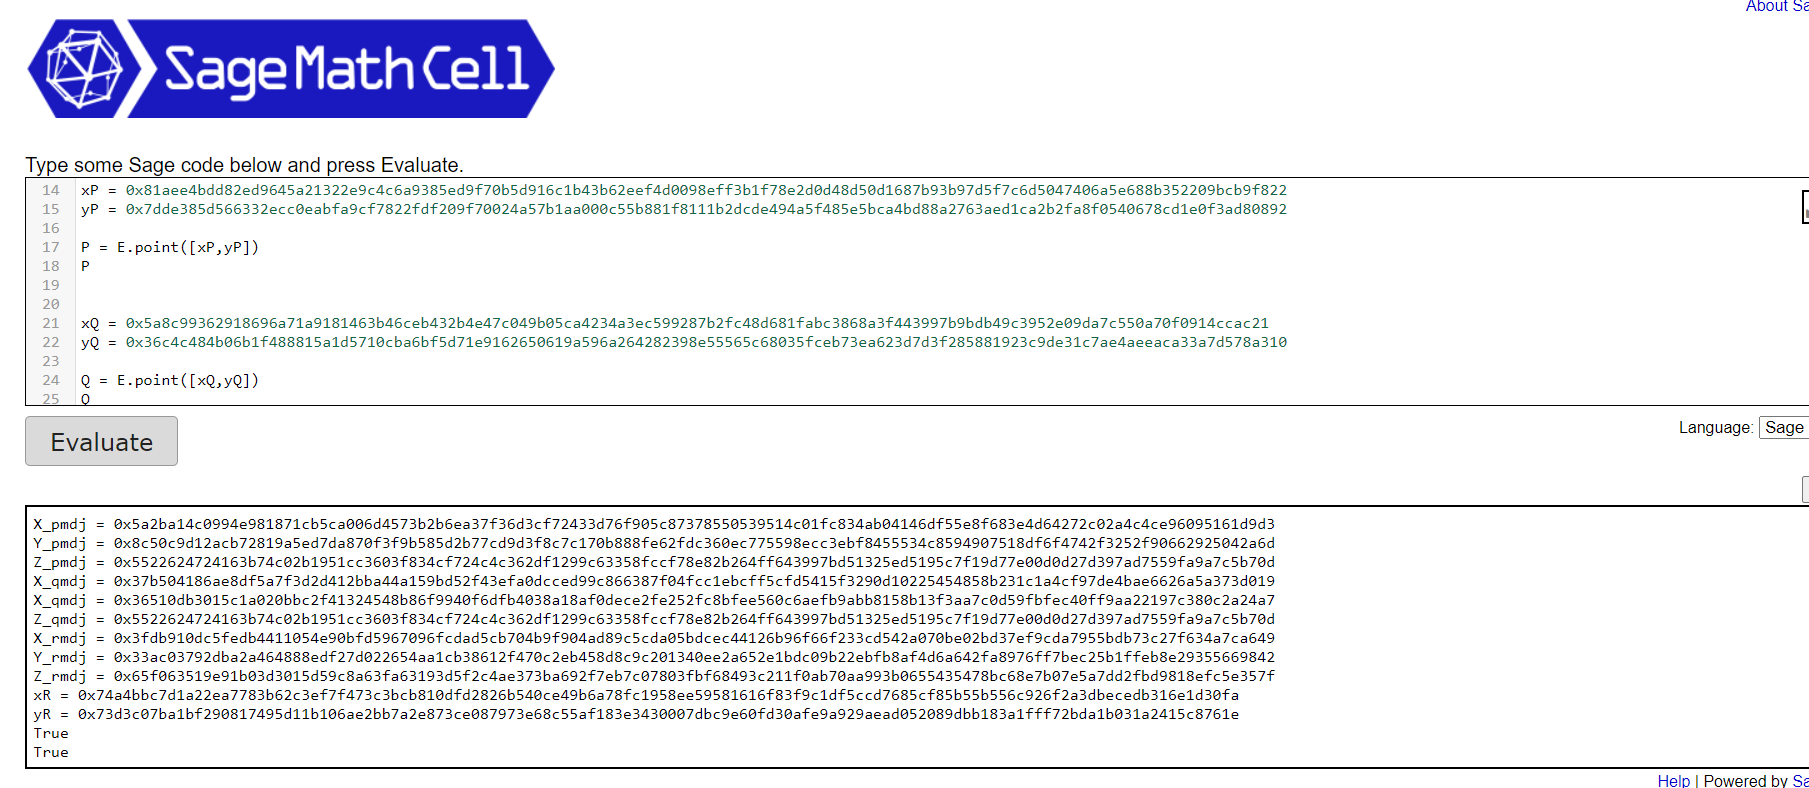 About Sa
SageMathCell
Type some Sage code below and press Evaluate.
14 xP = 0x81aee4bdd82ed9645a21322e9c4c6a9385ed9f70b5d916c1b43b62eef4d0098eff3b1f78e2d0d48d50d1687b93b97d5f7c6d5047406a5e688b352209bcb9f822
15 yP = 0x7dde385d566332ecc0eabfa9cf7822fdf209f70024a57b1aa000c55b881f8111b2dcde494a5f485e5bca4bd88a2763aed1ca2b2fa8f0540678cd1e0f3ad80892
16
17 P = E.point([xP,yP])
18 P
19
20
21 xQ = 0x5a8c99362918696a71a9181463b46ceb432b4e47c049b05ca4234a3ec599287b2fc48d681fabc3868a3f443997b9bdb49c3952e09da7c550a70f0914ccac21
22 yQ = 0x36c4c484b06b1f488815a1d5710cba6bf5d71e9162650619a596a264282398e55565c68035fceb73ea623d7d3f285881923c9de31c7ae4aeeaca33a7d578a310
23
24 Q = E.point([xQ,yQ])
25 Q
Evaluate
Language: Sage
X_pmdj = 0x5a2ba14c0994e981871cb5ca006d4573b2b6ea37f36d3cf72433d76f905c87378550539514c01fc834ab04146df55e8f683e4d64272c02a4c4ce96095161d9d3
Y_pmdj = 0x8c50c9d12acb72819a5ed7da870f3f9b585d2b77cd9d3f8c7c170b888fe62fdc360ec775598ecc3ebf8455534c8594907518df6f4742f3252f90662925042a6d
Z_pmdj = 0x5522624724163b74c02b1951cc3603f834cf724c4c362df1299c63358fccf78e82b264ff643997bd51325ed5195c7f19d77e00d0d27d397ad7559fa9a7c5b70d
X_qmdj = 0x37b504186ae8df5a7f3d2d412bba44a159bd52f43efa0dcced99c866387f04fcc1ebcff5cfd5415f3290d10225454858b231c1a4cf97de4bae6626a5a373d019
X_qmdj = 0x36510db3015c1a020bbc2f41324548b86f9940f6dfb4038a18af0dece2fe252fc8bfee560c6aefb9abb8158b13f3aa7c0d59fbfec40ff9aa22197c380c2a24a7
Z_qmdj = 0x5522624724163b74c02b1951cc3603f834cf724c4c362df1299c63358fccf78e82b264ff643997bd51325ed5195c7f19d77e00d0d27d397ad7559fa9a7c5b70d
X_rmdj = 0x3fdb910dc5fedb4411054e90bfd5967096fcdad5cb704b9f904ad89c5cda05bdcec44126b96f66f233cd542a070be02bd37ef9cda7955bdb73c27f634a7ca649
Y_rmdj = 0x33ac03792dba2a464888edf27d022654aa1cb38612f470c2eb458d8c9c201340ee2a652e1bdc09b22ebfb8af4d6a642fa8976ff7bec25b1ffeb8e29355669842
Z_rmdj = 0x65f063519e91b03d3015d59c8a63fa63193d5f2c4ae373ba692f7eb7c07803fbf68493c211f0ab70aa993b0655435478bc68e7b07e5a7dd2fbd9818efc5e357f
xR = 0x74a4bbc7d1a22ea7783b62c3ef7f473c3bcb810dfd2826b540ce49b6a78fc1958ee59581616f83f9c1df5ccd7685cf85b55b556c926f2a3dbecedb316e1d30fa
yR = 0x73d3c07ba1bf290817495d11b106ae2bb7a2e873ce087973e68c55af183e3430007dbc9e60fd30afe9a929aead052089dbb183a1fff72bda1b031a2415c8761e
True
True
Help | Powered by Sa